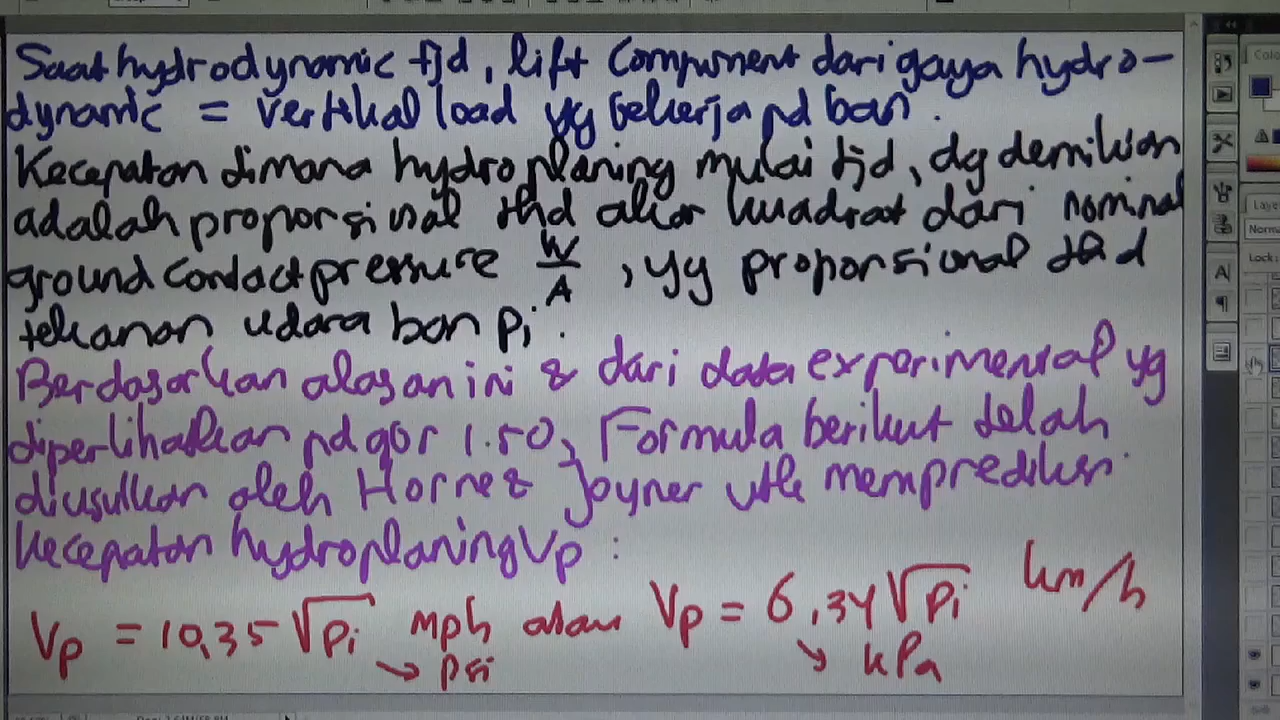 Saat hydrodynamic tjd, lift component dari gaya hydro-
dynamic = vertikal load yg bekerja pd ban.
Kecepatan dimana hydroplaning mulai tjd, dg demikian
adalah proporsional thd akar kuadrat dari nominal
ground contact pressure W/A, yg proporsional thd
tekanan udara ban pi.
Berdasarkan alasan ini & dari data experimental yg
diperlihatkan pd gbr 1.50, Formula berikut telah
diusulkan oleh Horne & Joyner utk memprediksi
kecepatan hydroplaning Vp :
Vp = 10,35 √pi mph atau Vp = 6,34 √pi km/h
→ psi → kPa
Layer
Lock: